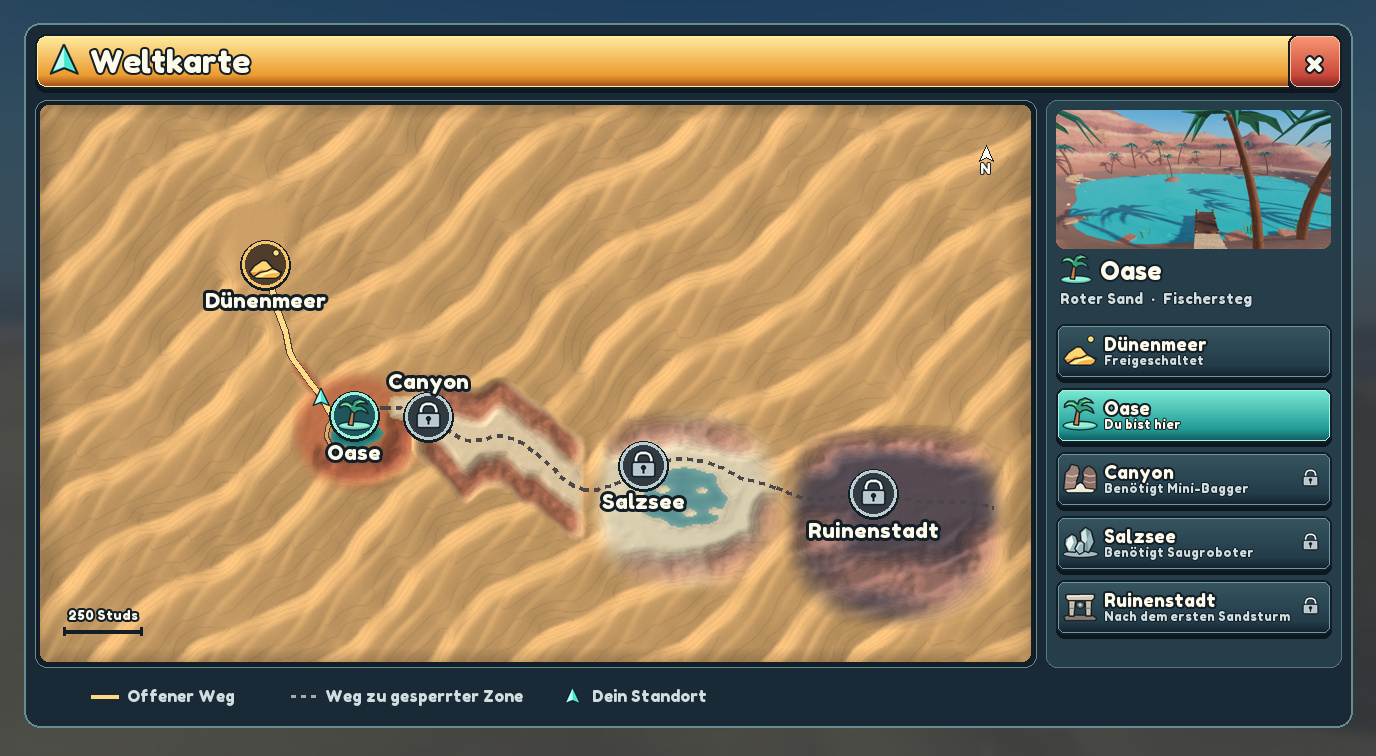 Weltkarte
N
Dünenmeer
Canyon
Oase
Salzsee
Ruinenstadt
250 Studs
Oase
Roter Sand · Fischersteg
Dünenmeer
Freigeschaltet
Oase
Du bist hier
Canyon
Benötigt Mini-Bagger
Salzsee
Benötigt Saugroboter
Ruinenstadt
Nach dem ersten Sandsturm
Offener Weg
Weg zu gesperrter Zone
Dein Standort